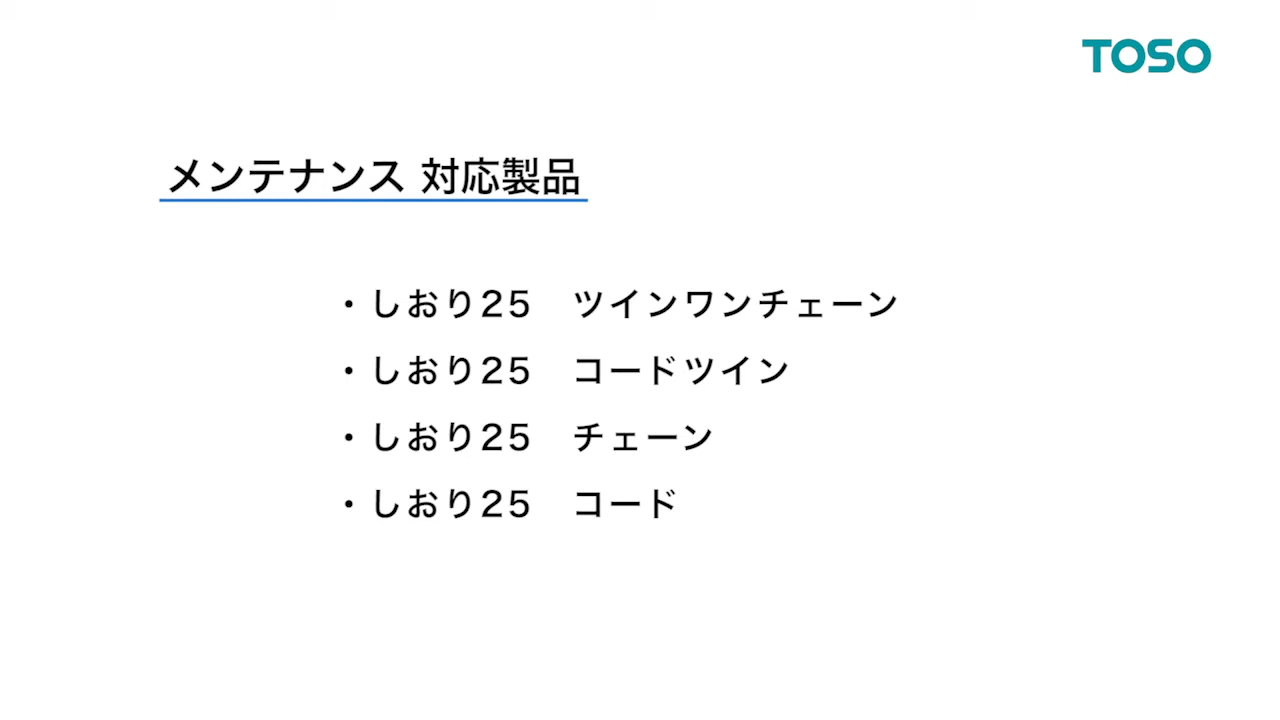 TOSO
メンテナンス 対応製品
・しおり25　ツインワンチェーン
・しおり25　コードツイン
・しおり25　チェーン
・しおり25　コード